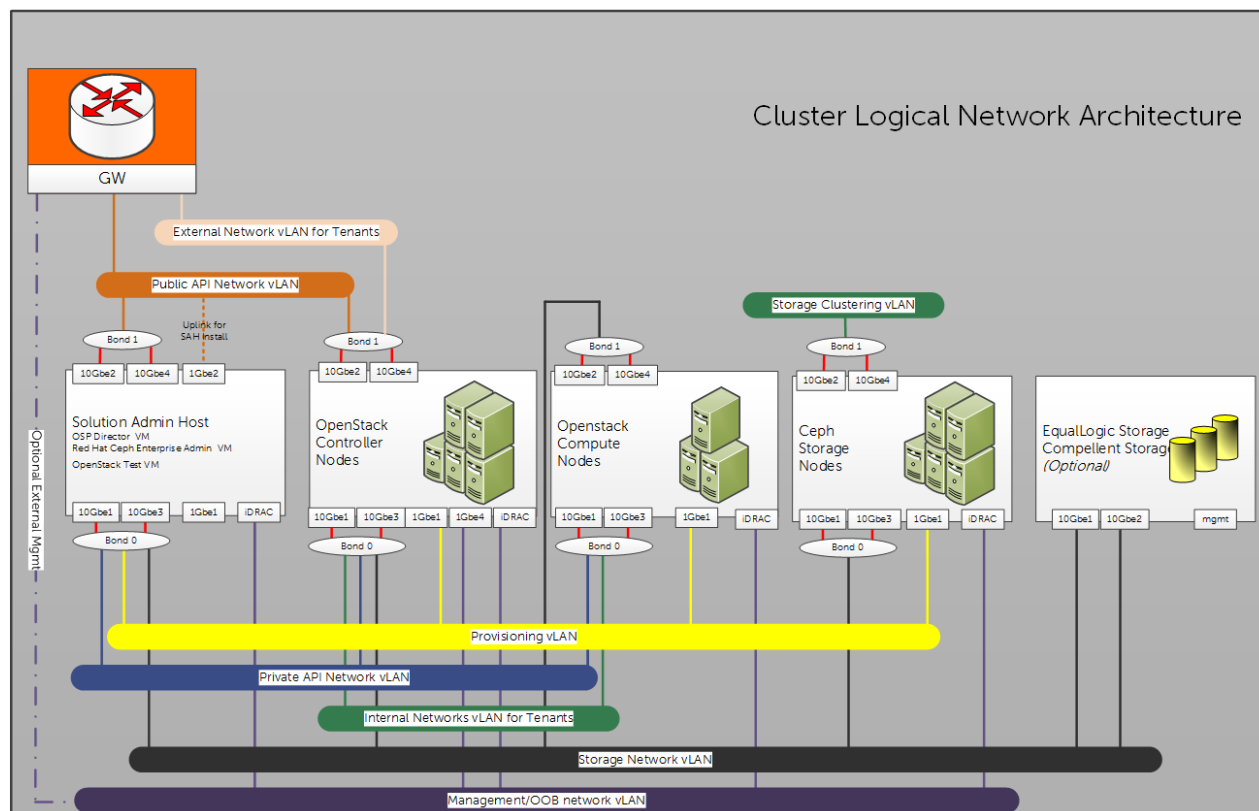 Cluster Logical Network Architecture
GW
External Network vLAN for Tenants
Public API Network vLAN
Storage Clustering vLAN
Uplink for
SAH Install
Bond 1
Bond 1
Bond 1
Bond 1
10Gbe2
10Gbe4
1Gbe2
10Gbe2
10Gbe4
10Gbe2
10Gbe4
10Gbe2
10Gbe4
Solution Admin Host
OSP Director VM
Red Hat Ceph Enterprise Admin VM
OpenStack Test VM
OpenStack
Controller
Nodes
Openstack
Compute
Nodes
Ceph
Storage
Nodes
EqualLogic Storage
Compellent Storage
(Optional)
10Gbe1
10Gbe3
1Gbe1
iDRAC
10Gbe1
10Gbe3
1Gbe1
1Gbe4
iDRAC
10Gbe1
10Gbe3
1Gbe1
iDRAC
10Gbe1
10Gbe3
1Gbe1
iDRAC
10Gbe1
10Gbe2
mgmt
Bond 0
Bond 0
Bond 0
Bond 0
Optional External Mgmt
Provisioning vLAN
Private API Network vLAN
Internal Networks vLAN for Tenants
Storage Network vLAN
Management/OOB network vLAN